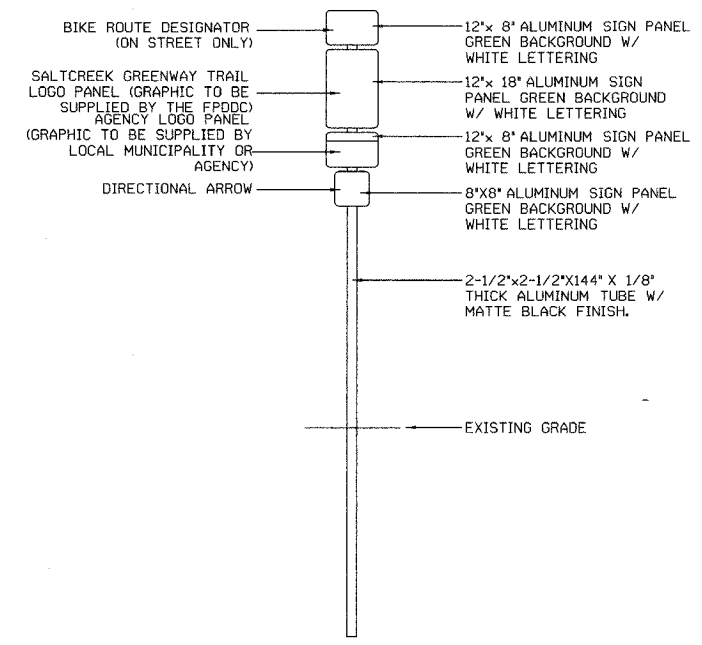 BIKE ROUTE DESIGNATOR
(ON STREET ONLY)
12"x 8" ALUMINUM SIGN PANEL
GREEN BACKGROUND W/
WHITE LETTERING
SALTCREEK GREENWAY TRAIL
LOGO PANEL (GRAPHIC TO BE
SUPPLIED BY THE FPDDC)
12"x 18" ALUMINUM SIGN
PANEL GREEN BACKGROUND
W/ WHITE LETTERING
AGENCY LOGO PANEL
(GRAPHIC TO BE SUPPLIED BY
LOCAL MUNICIPALITY OR
AGENCY)
12"x 8" ALUMINUM SIGN PANEL
GREEN BACKGROUND W/
WHITE LETTERING
DIRECTIONAL ARROW
8"X8" ALUMINUM SIGN PANEL
GREEN BACKGROUND W/
WHITE LETTERING
2-1/2"x2-1/2"X144" X 1/8"
THICK ALUMINUM TUBE W/
MATTE BLACK FINISH.
EXISTING GRADE